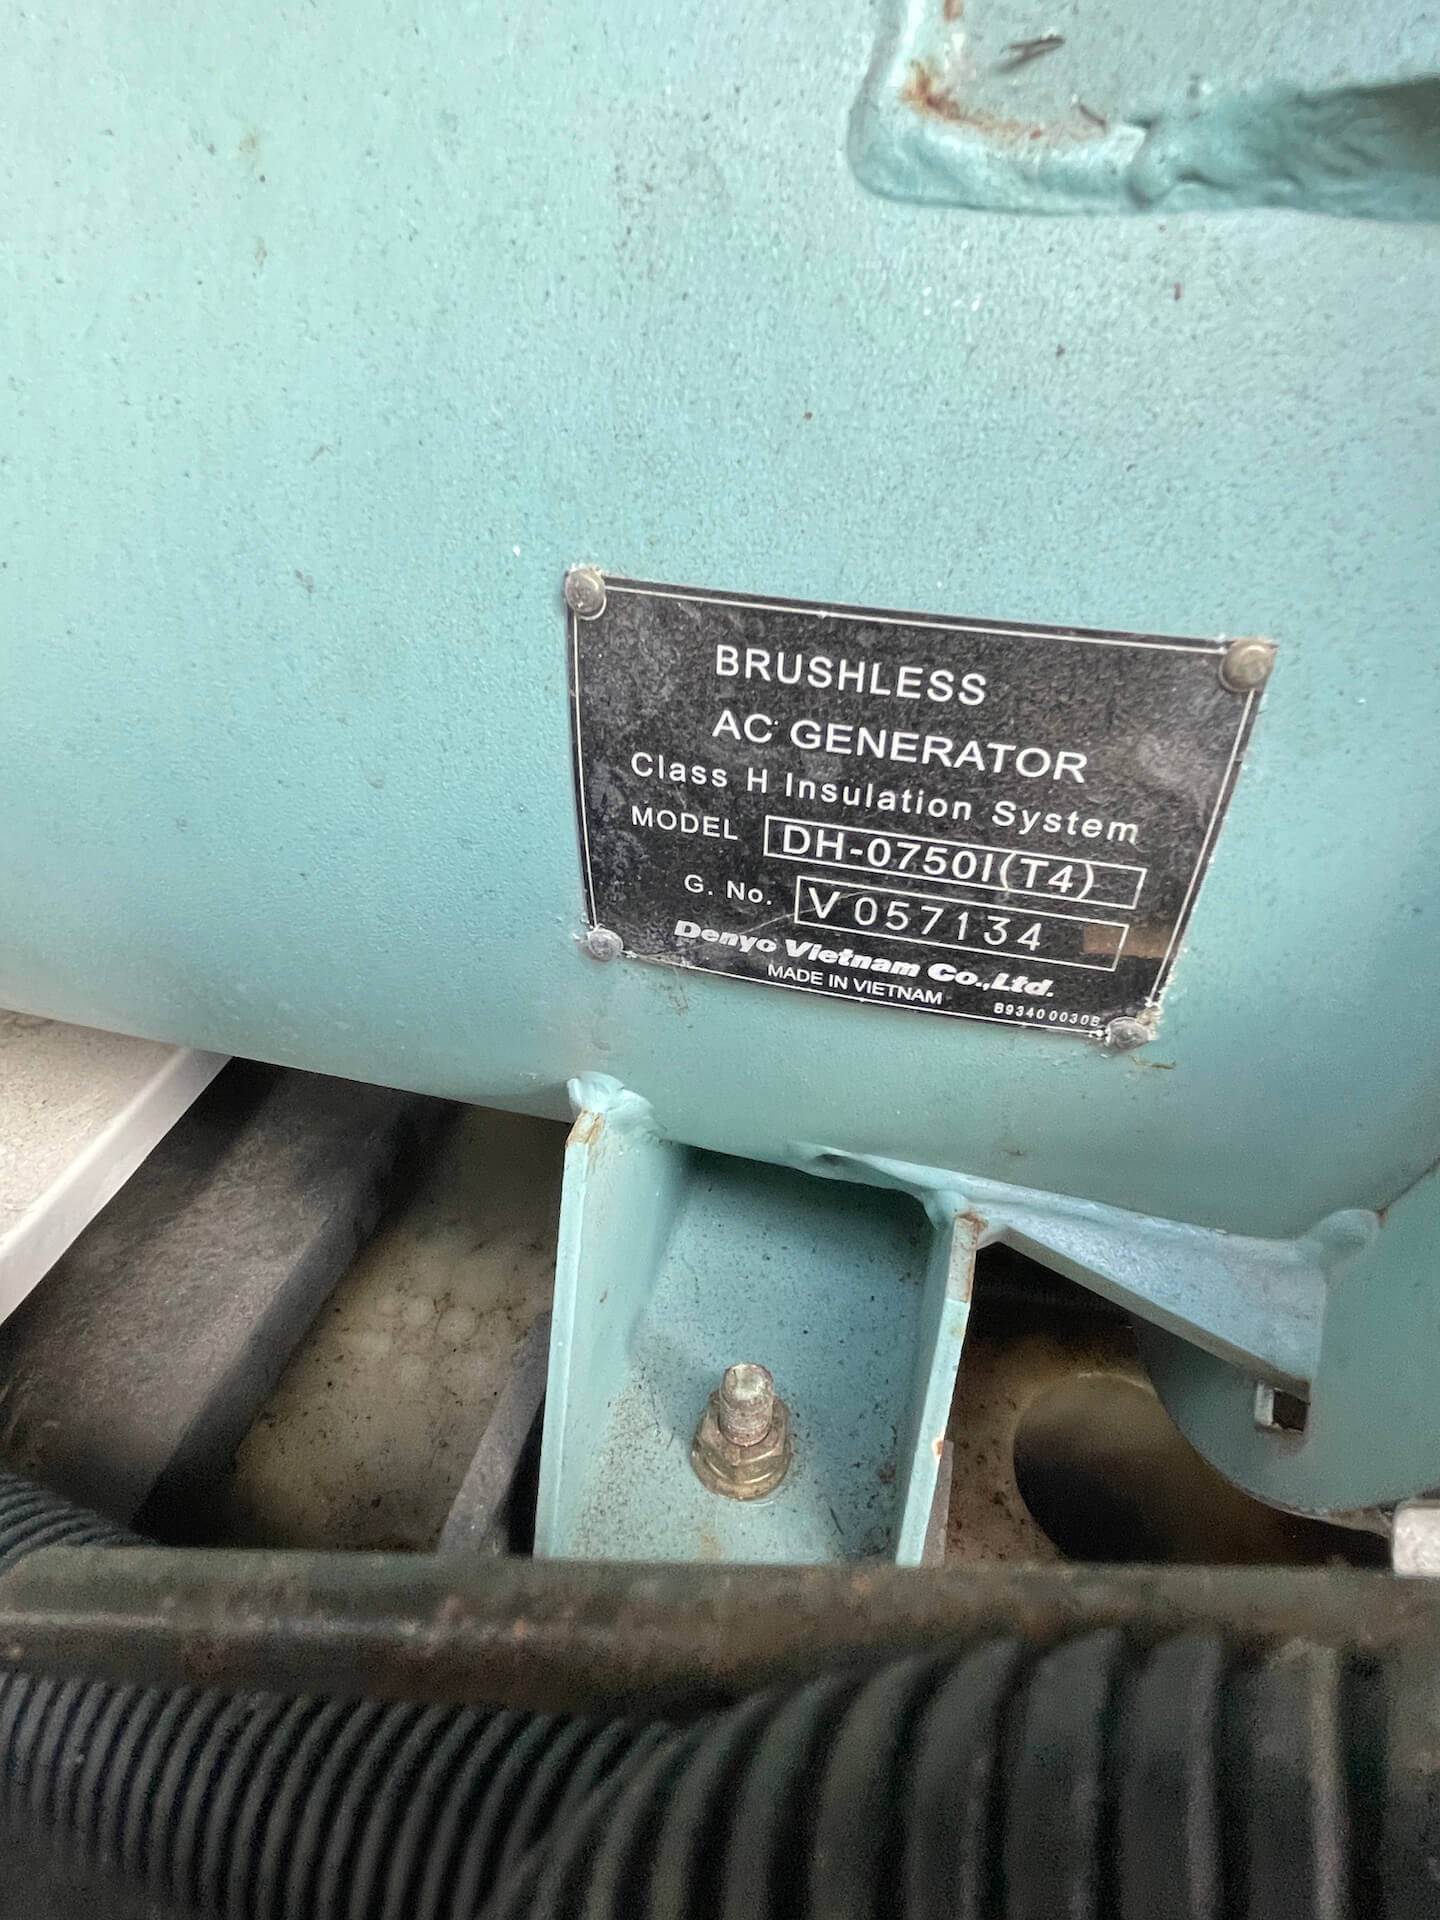 BRUSHLESS
AC GENERATOR
Class H Insulation System
MODEL DH-0750I(T4)
G. No. V057134
Denyo Vietnam Co.,Ltd.
MADE IN VIETNAM
B93400030B